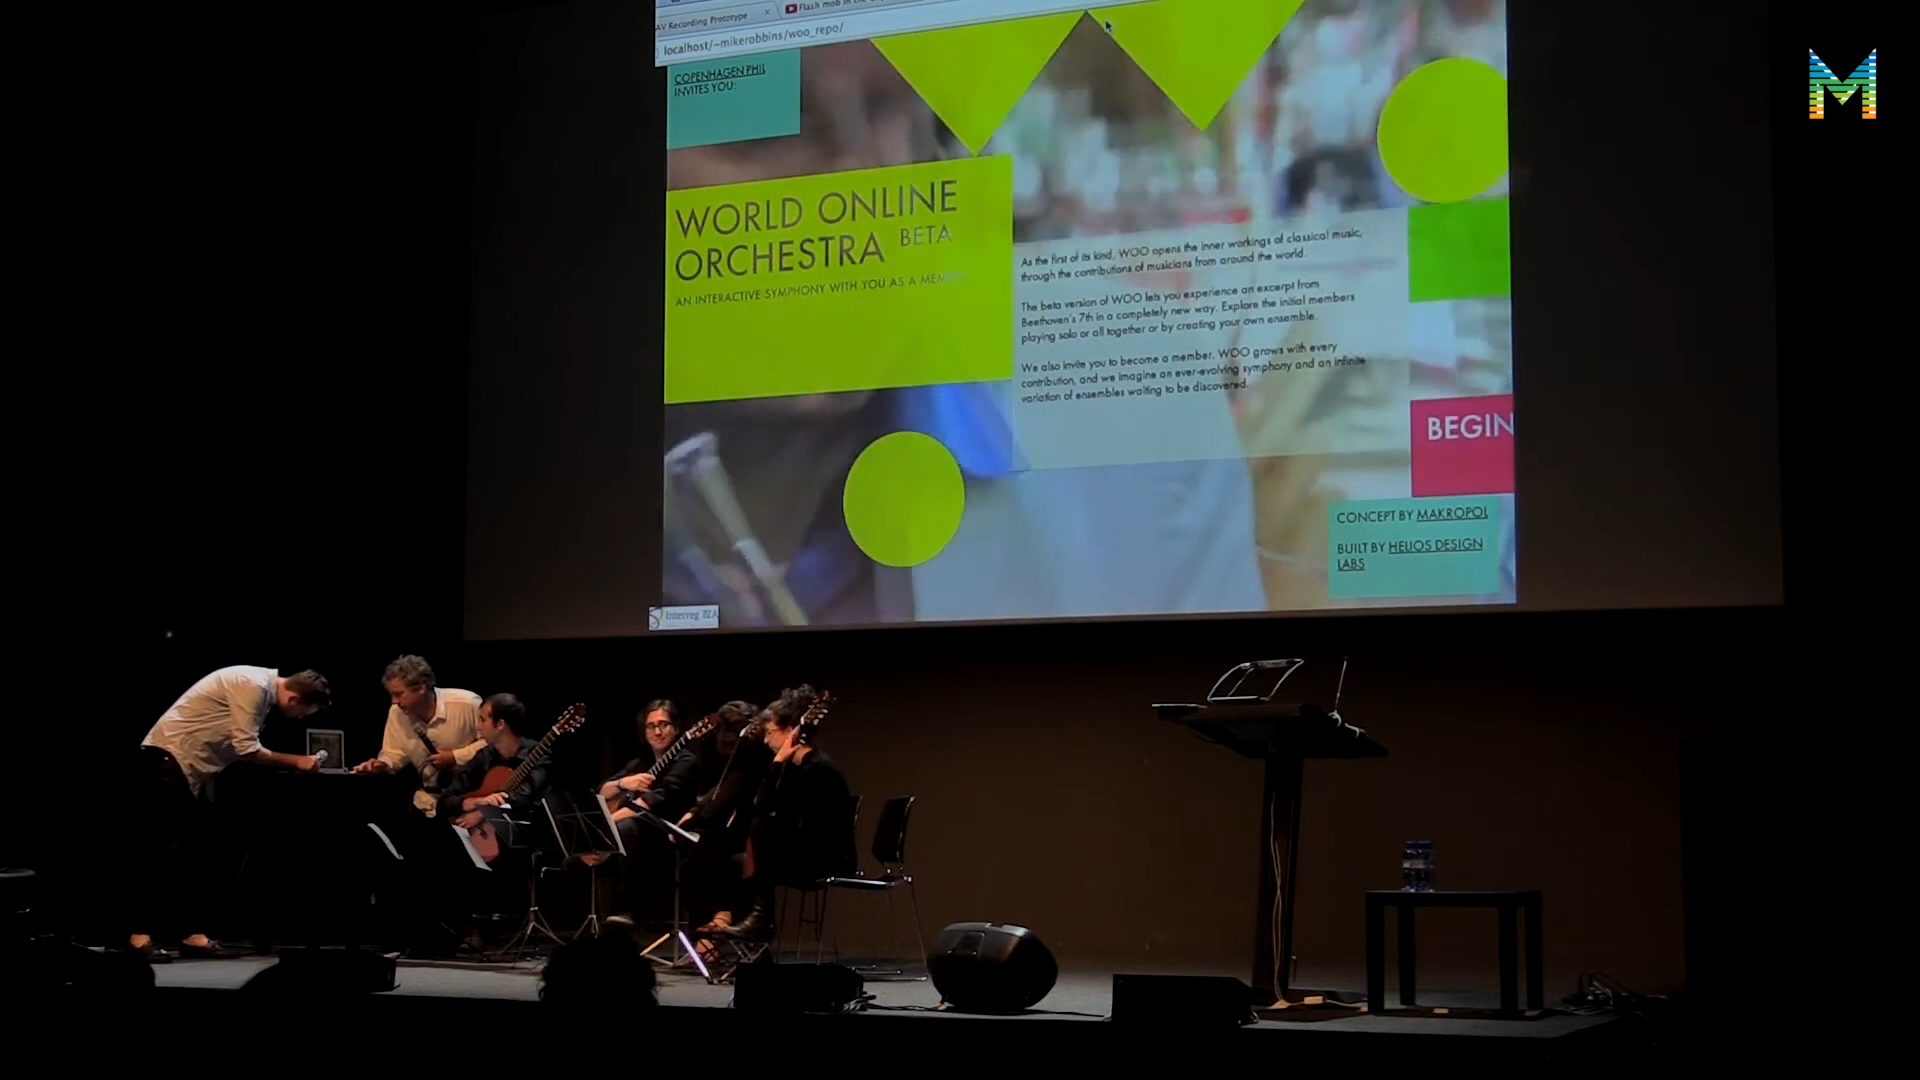 AV Recording Prototype
Flash mob in the
localhost/~mikerobbins/woo_repo/
COPENHAGEN PHIL
INVITES YOU:
WORLD ONLINE
ORCHESTRA BETA
AN INTERACTIVE SYMPHONY WITH YOU AS A MEMBER
As the first of its kind, WOO opens the inner workings of classical music,
through the contributions of musicians from around the world.
The beta version of WOO lets you experience an excerpt from
Beethoven's 7th in a completely new way. Explore the initial members
playing solo or all together or by creating your own ensemble.
We also invite you to become a member. WOO grows with every
contribution, and we imagine an ever-evolving symphony and an infinite
variation of ensembles waiting to be discovered.
BEGIN
CONCEPT BY MAKROPOL
BUILT BY HELIOS DESIGN
LABS
Interreg IVA
M